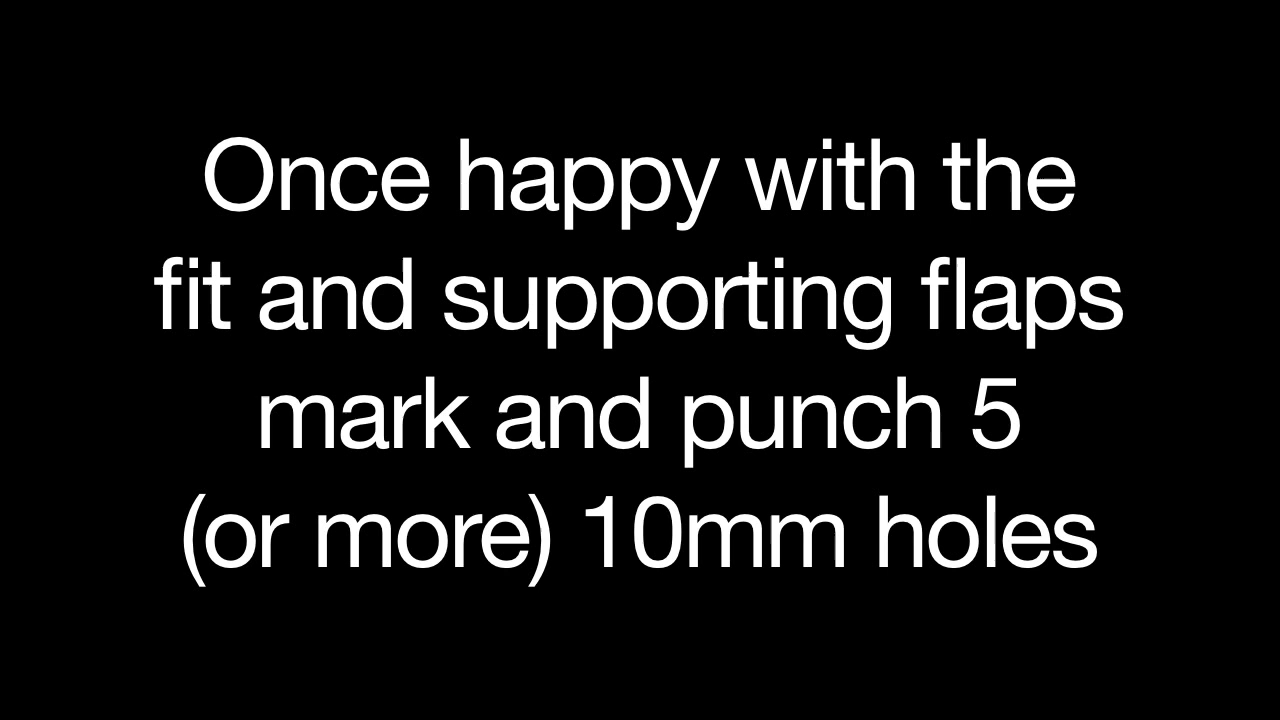 Once happy with the
fit and supporting flaps
mark and punch 5
(or more) 10mm holes